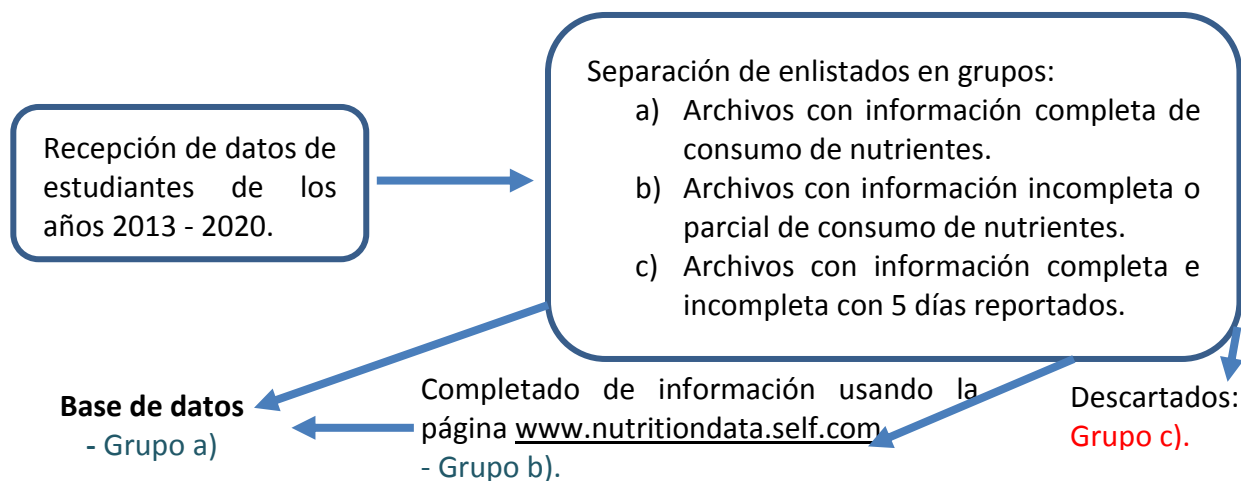 Recepción de datos de
estudiantes de los
años 2013 - 2020.
Separación de enlistados en grupos:
a) Archivos con información completa de
consumo de nutrientes.
b) Archivos con información incompleta o
parcial de consumo de nutrientes.
c) Archivos con información completa e
incompleta con 5 días reportados.
Base de datos
- Grupo a)
Completado de información usando la
página www.nutritiondata.self.com
- Grupo b).
Descartados:
Grupo c).